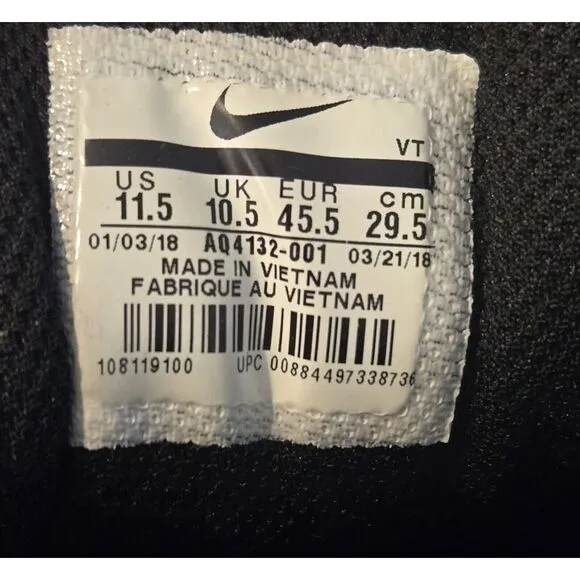 VT
US UK EUR cm
11.5 10.5 45.5 29.5
01/03/18 AQ4132-001 03/21/18
MADE IN VIETNAM
FABRIQUE AU VIETNAM
108119100 UPC 00884497338736